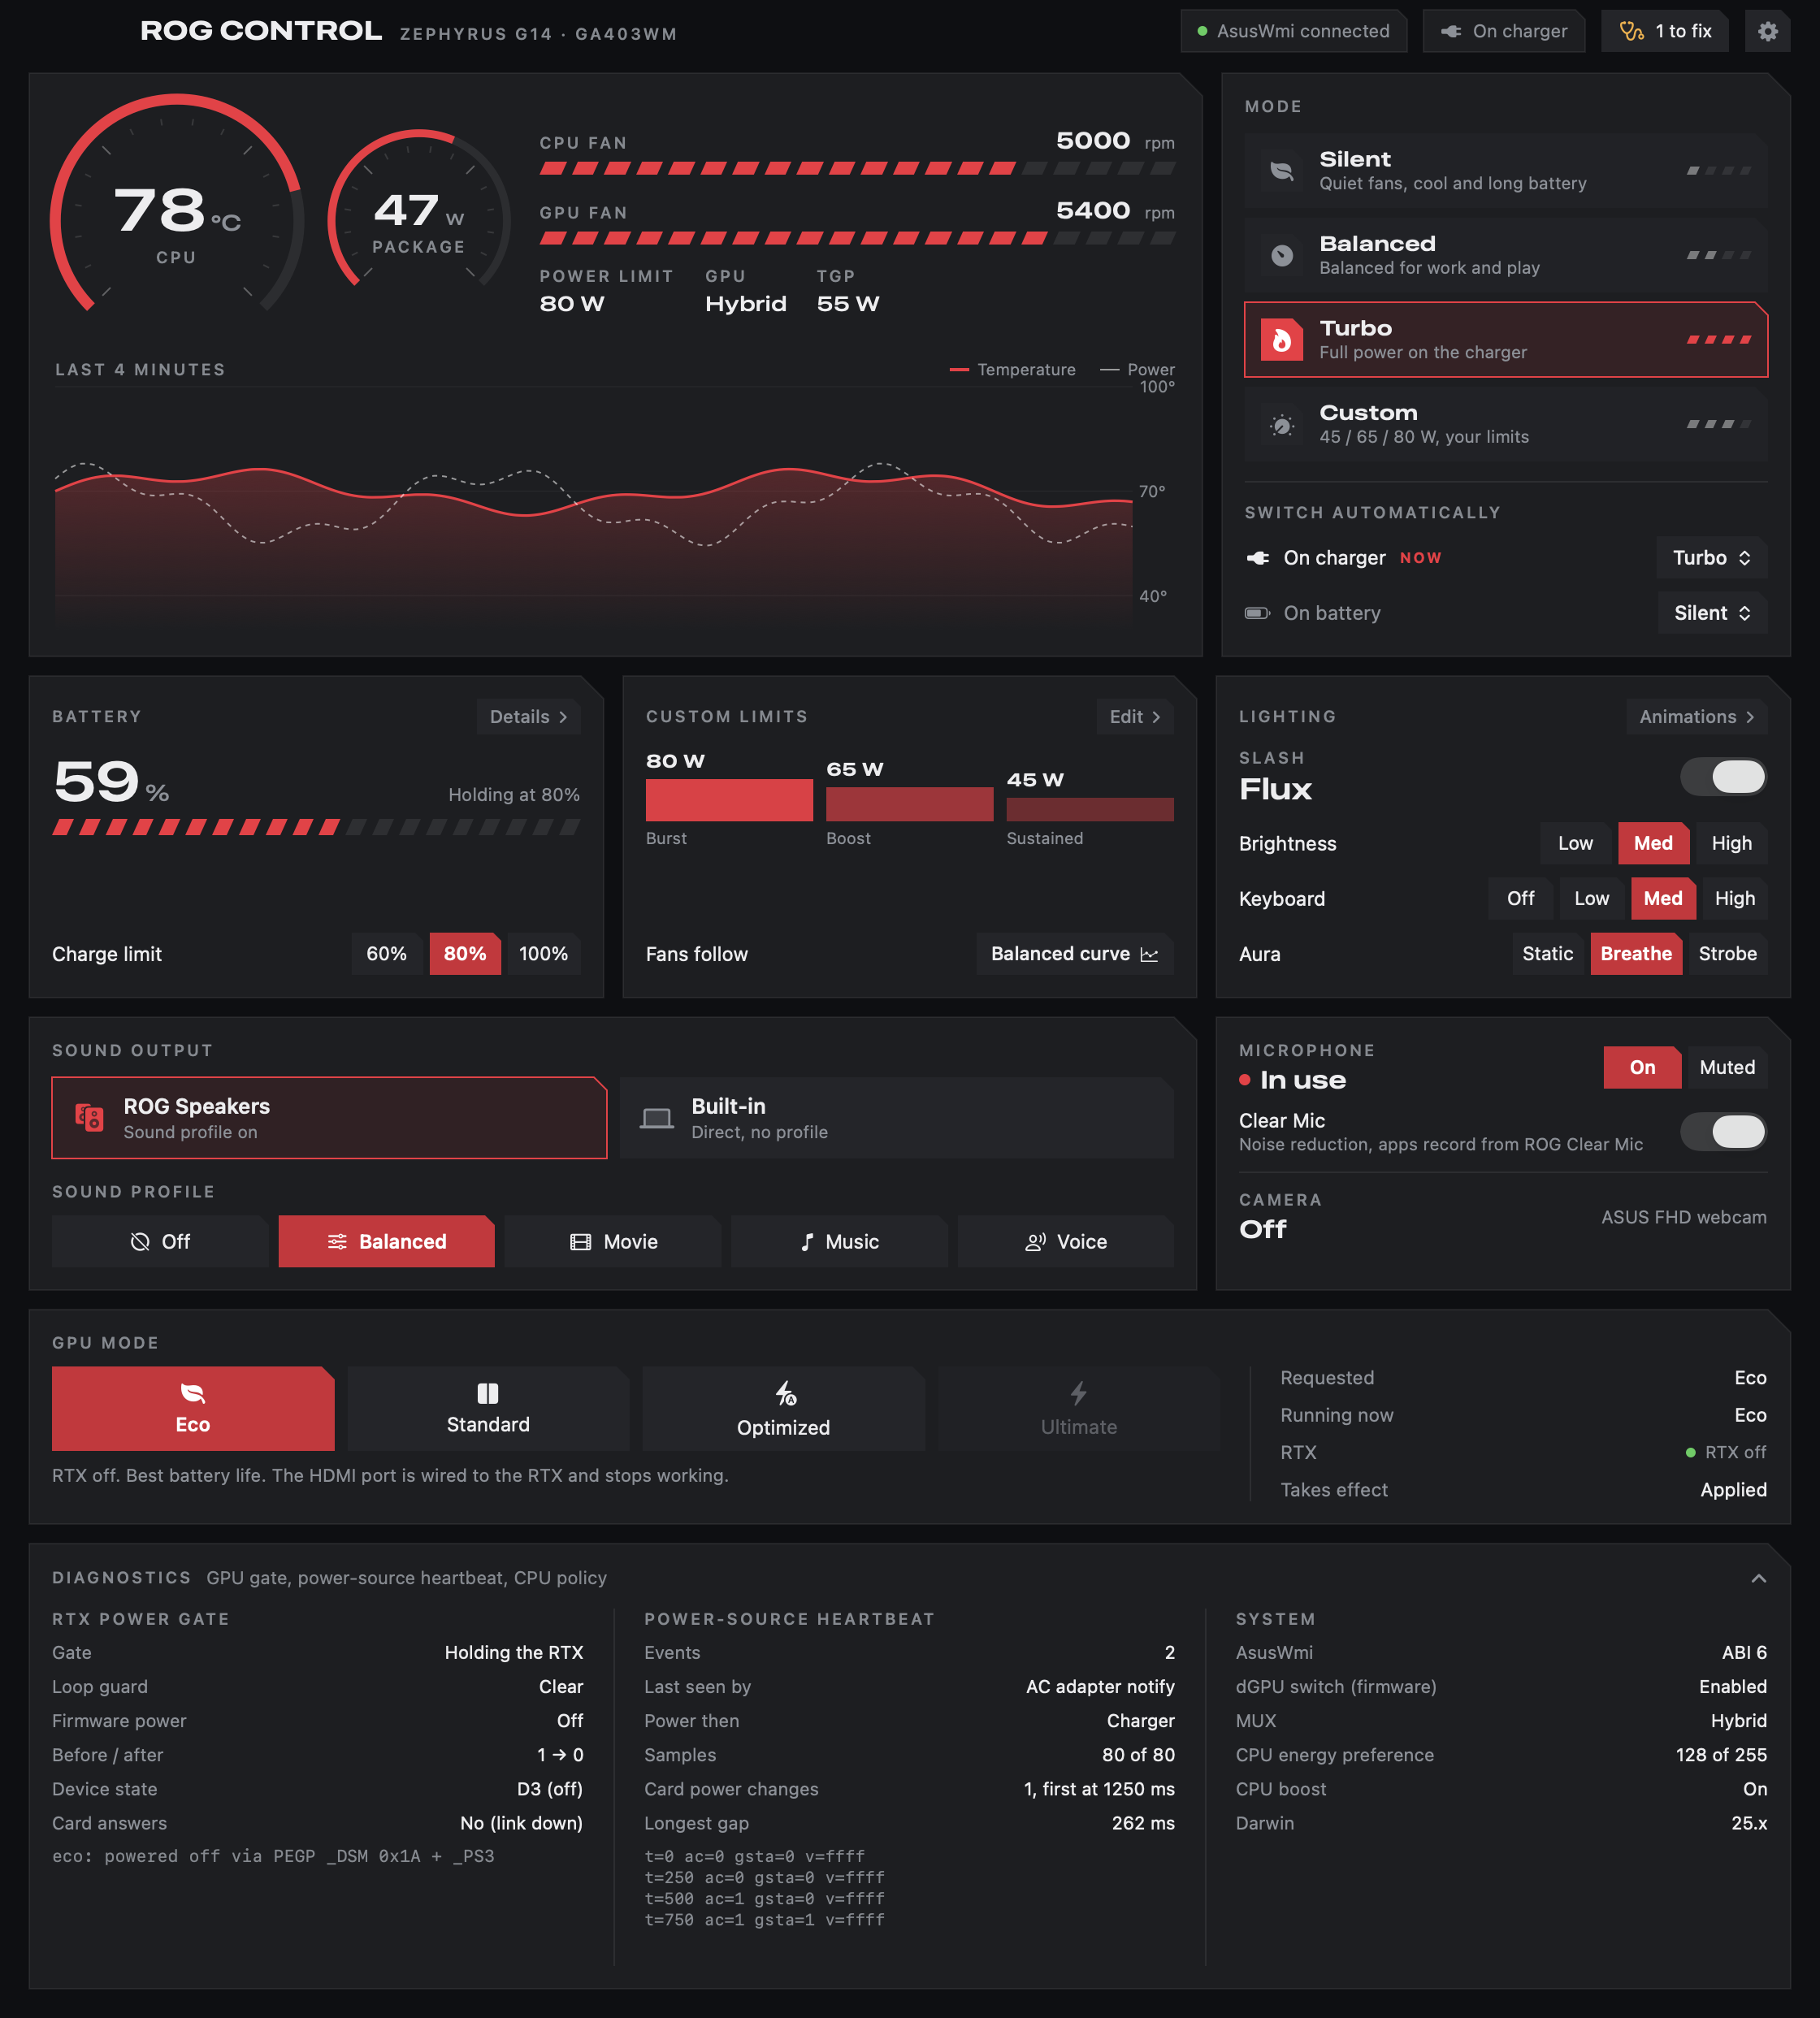 ROG CONTROL ZEPHYRUS G14 · GA403WM
AsusWmi connected
On charger
1 to fix
78 °C
CPU
47 W
PACKAGE
CPU FAN 5000 rpm
GPU FAN 5400 rpm
POWER LIMIT GPU TGP
80 W Hybrid 55 W
LAST 4 MINUTES
Temperature Power
100°
70°
40°
MODE
Silent
Quiet fans, cool and long battery
Balanced
Balanced for work and play
Turbo
Full power on the charger
Custom
45 / 65 / 80 W, your limits
SWITCH AUTOMATICALLY
On charger NOW Turbo
On battery Silent
BATTERY Details
59 %
Holding at 80%
Charge limit 60% 80% 100%
CUSTOM LIMITS Edit
80 W 65 W 45 W
Burst Boost Sustained
Fans follow Balanced curve
LIGHTING Animations
SLASH
Flux
Brightness Low Med High
Keyboard Off Low Med High
Aura Static Breathe Strobe
SOUND OUTPUT
ROG Speakers
Sound profile on
Built-in
Direct, no profile
SOUND PROFILE
Off Balanced Movie Music Voice
MICROPHONE
In use
On Muted
Clear Mic
Noise reduction, apps record from ROG Clear Mic
CAMERA
Off
ASUS FHD webcam
GPU MODE
Eco Standard Optimized Ultimate
RTX off. Best battery life. The HDMI port is wired to the RTX and stops working.
Requested Eco
Running now Eco
RTX RTX off
Takes effect Applied
DIAGNOSTICS GPU gate, power-source heartbeat, CPU policy
RTX POWER GATE
Gate Holding the RTX
Loop guard Clear
Firmware power Off
Before / after 1 → 0
Device state D3 (off)
Card answers No (link down)
eco: powered off via PEGP _DSM 0x1A + _PS3
POWER-SOURCE HEARTBEAT
Events 2
Last seen by AC adapter notify
Power then Charger
Samples 80 of 80
Card power changes 1, first at 1250 ms
Longest gap 262 ms
t=0 ac=0 gsta=0 v=ffff
t=250 ac=0 gsta=0 v=ffff
t=500 ac=1 gsta=0 v=ffff
t=750 ac=1 gsta=1 v=ffff
SYSTEM
AsusWmi ABI 6
dGPU switch (firmware) Enabled
MUX Hybrid
CPU energy preference 128 of 255
CPU boost On
Darwin 25.x